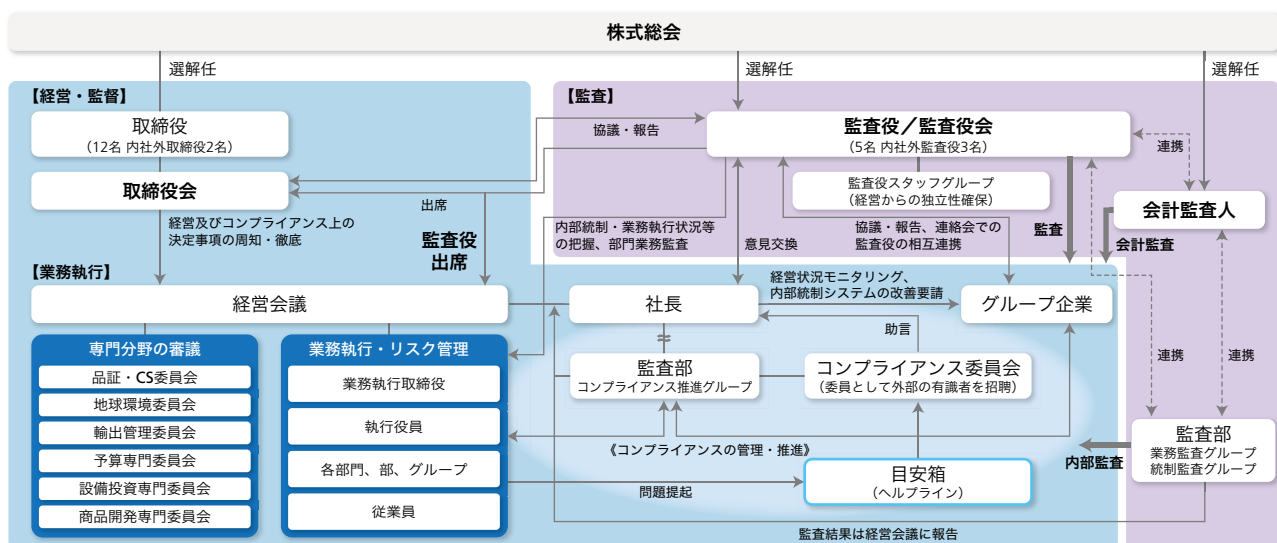 株式総会
選解任
選解任
選解任
【経営・監督】
【監査】
取締役
（12名 内社外取締役2名）
協議・報告
監査役／監査役会
（5名 内社外監査役3名）
連携
取締役会
監査役スタッフグループ
（経営からの独立性確保）
会計監査人
出席
経営及びコンプライアンス上の
決定事項の周知・徹底
監査役
出席
内部統制・業務執行状況等
の把握、部門業務監査
意見交換
協議・報告、連絡会での
監査役の相互連携
監査
会計監査
【業務執行】
経営会議
社長
経営状況モニタリング、
内部統制システムの改善要請
グループ企業
助言
専門分野の審議
品証・CS委員会
地球環境委員会
輸出管理委員会
予算専門委員会
設備投資専門委員会
商品開発専門委員会
業務執行・リスク管理
業務執行取締役
執行役員
各部門、部、グループ
従業員
監査部
コンプライアンス推進グループ
コンプライアンス委員会
（委員として外部の有識者を招聘）
連携
連携
《コンプライアンスの管理・推進》
監査部
業務監査グループ
統制監査グループ
内部監査
目安箱
（ヘルプライン）
問題提起
監査結果は経営会議に報告